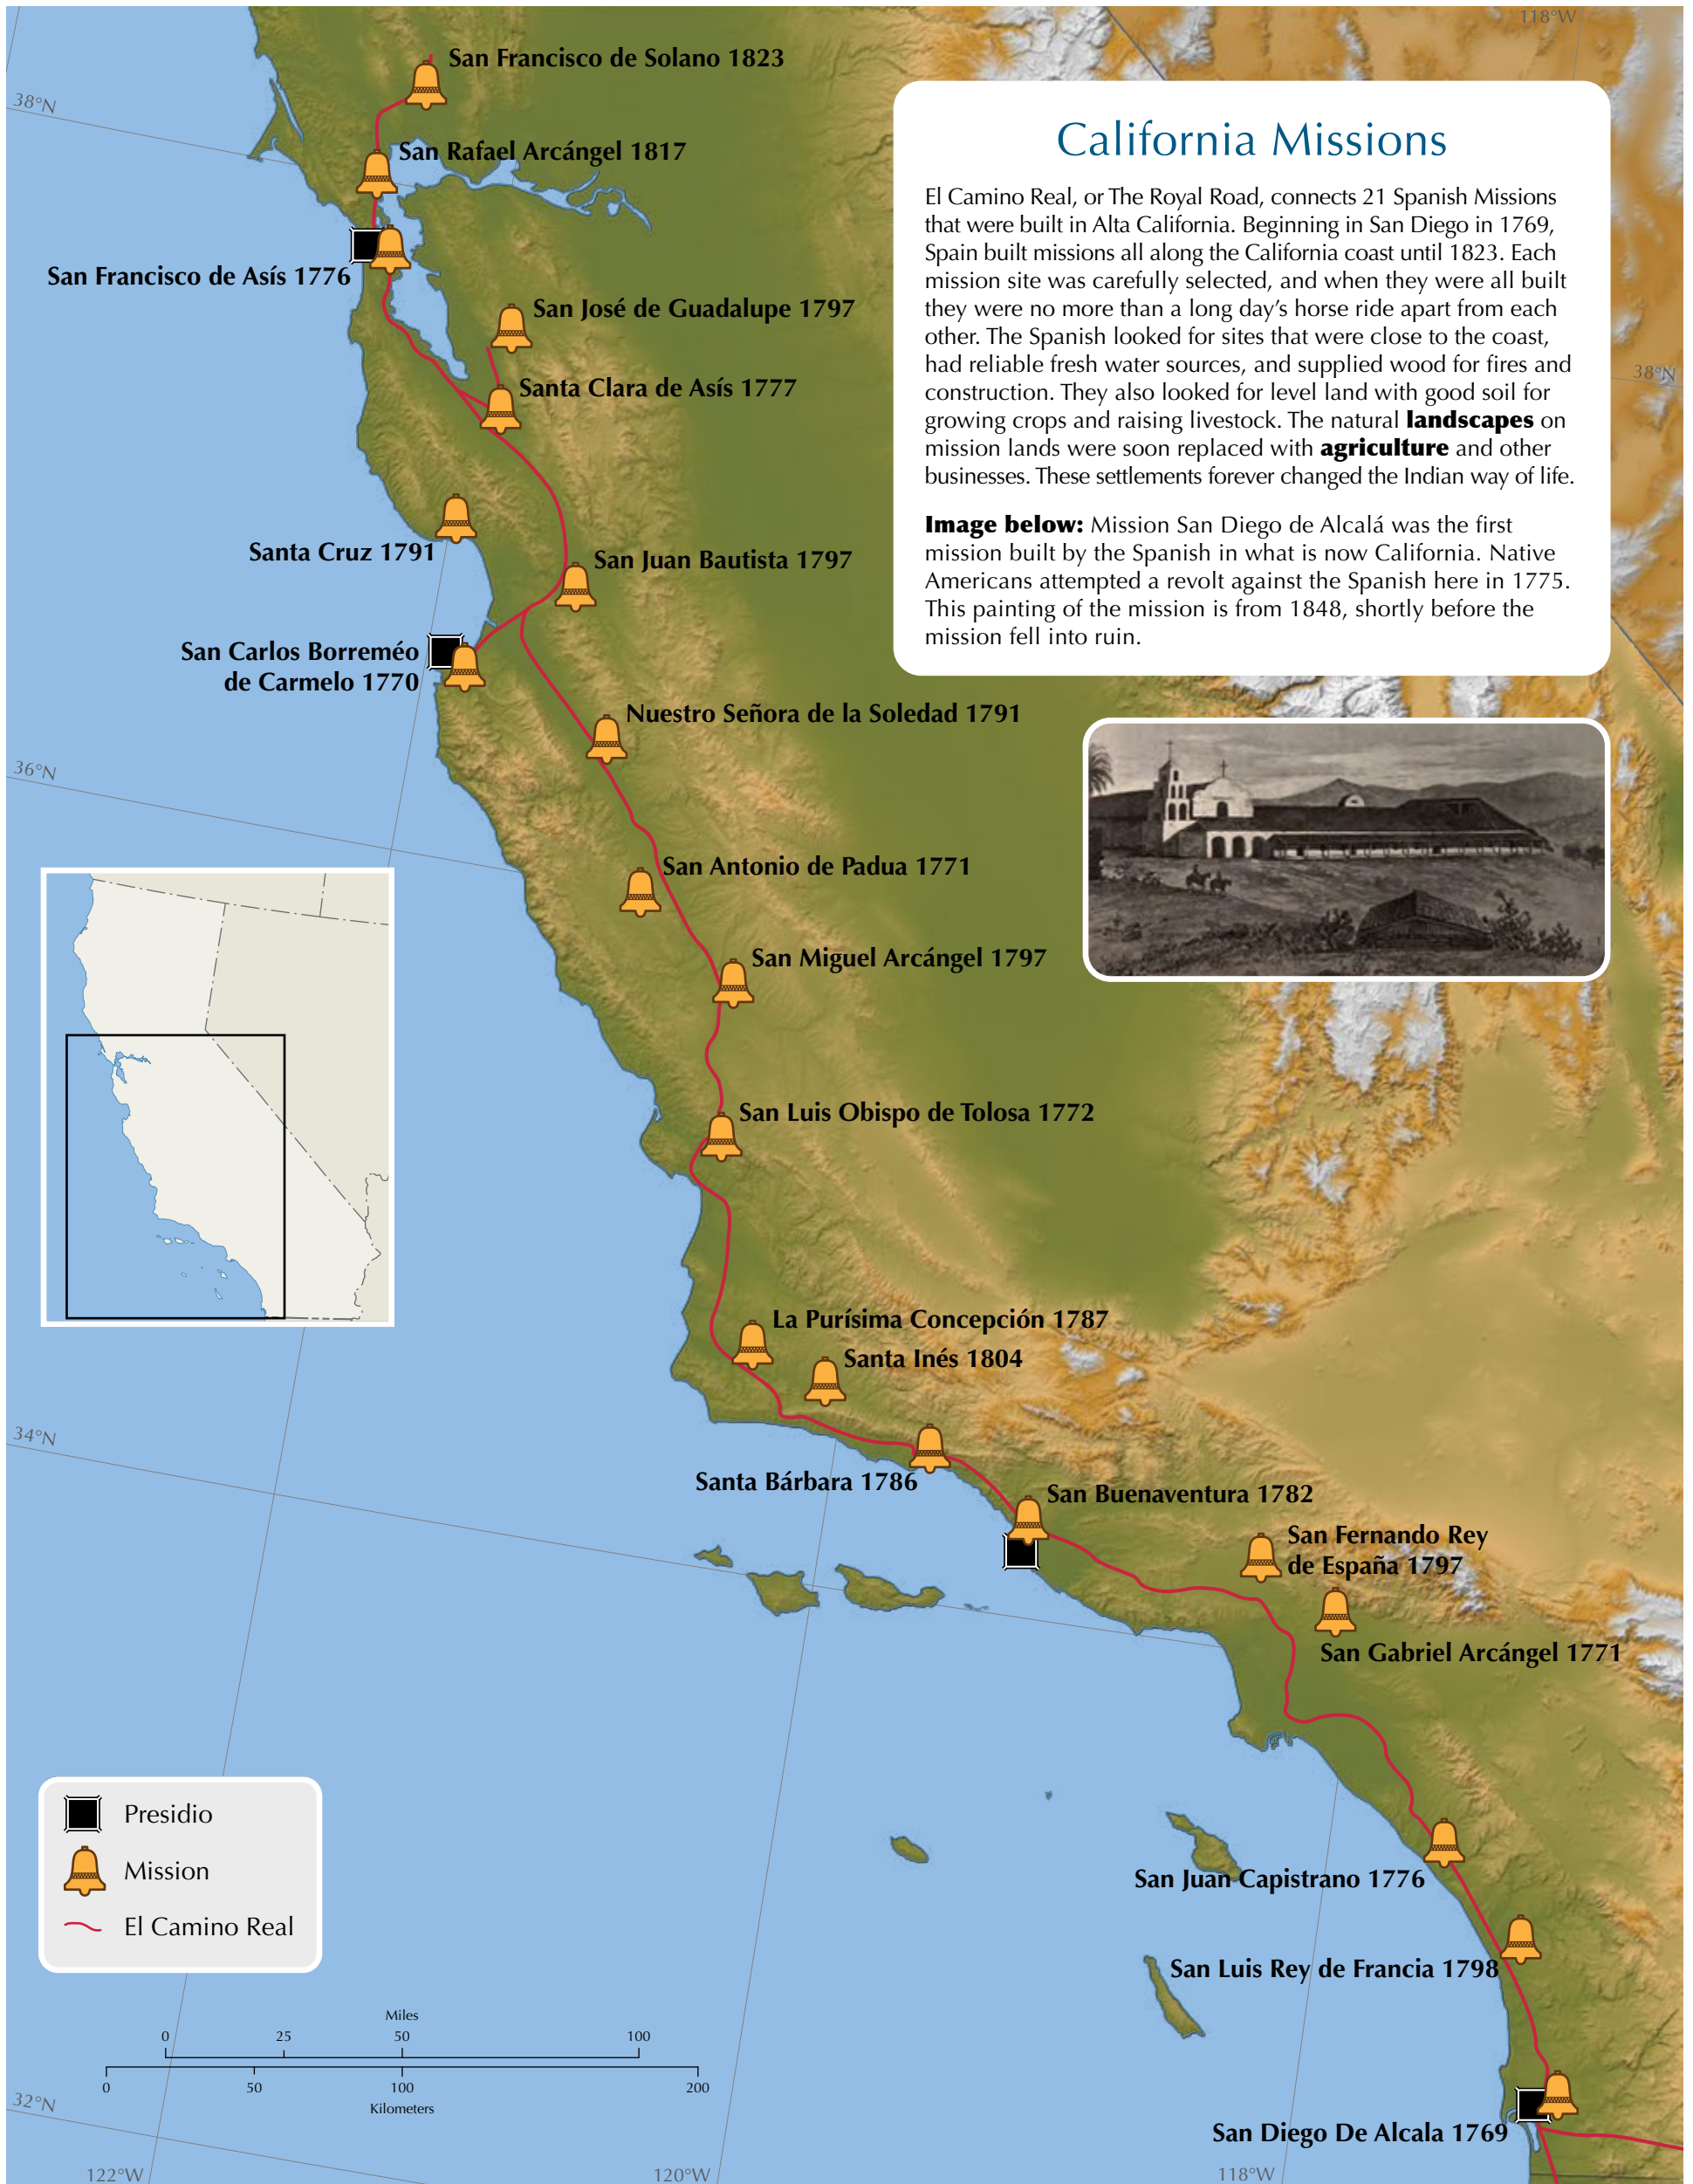 118°W
38°N
San Francisco de Solano 1823
San Rafael Arcángel 1817
San Francisco de Asís 1776
San José de Guadalupe 1797
Santa Clara de Asís 1777
Santa Cruz 1791
San Juan Bautista 1797
San Carlos Borreméo
de Carmelo 1770
Nuestro Señora de la Soledad 1791
36°N
San Antonio de Padua 1771
San Miguel Arcángel 1797
San Luis Obispo de Tolosa 1772
La Purísima Concepción 1787
Santa Inés 1804
34°N
Santa Bárbara 1786
San Buenaventura 1782
San Fernando Rey
de España 1797
San Gabriel Arcángel 1771
San Juan Capistrano 1776
San Luis Rey de Francia 1798
San Diego De Alcala 1769
California Missions
El Camino Real, or The Royal Road, connects 21 Spanish Missions
that were built in Alta California. Beginning in San Diego in 1769,
Spain built missions all along the California coast until 1823. Each
mission site was carefully selected, and when they were all built
they were no more than a long day's horse ride apart from each
other. The Spanish looked for sites that were close to the coast,
had reliable fresh water sources, and supplied wood for fires and
construction. They also looked for level land with good soil for
growing crops and raising livestock. The natural landscapes on
mission lands were soon replaced with agriculture and other
businesses. These settlements forever changed the Indian way of life.
Image below: Mission San Diego de Alcalá was the first
mission built by the Spanish in what is now California. Native
Americans attempted a revolt against the Spanish here in 1775.
This painting of the mission is from 1848, shortly before the
mission fell into ruin.
38°N
Presidio
Mission
El Camino Real
Miles
0 25 50 100
0 50 100 200
Kilometers
32°N
122°W
120°W
118°W